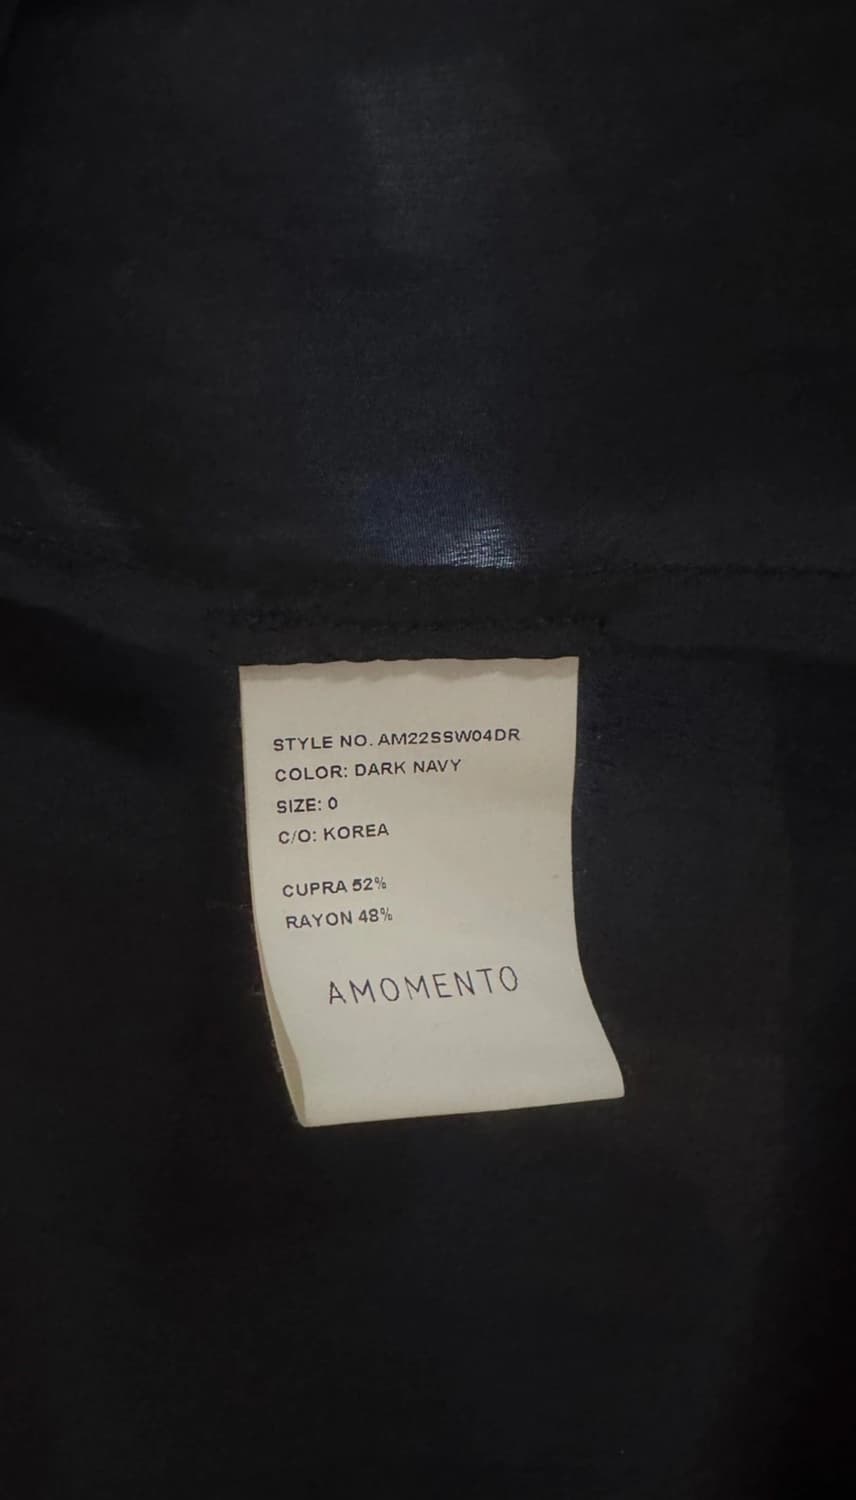 STYLE NO. AM22SSW04DR
COLOR: DARK NAVY
SIZE: 0
C/O: KOREA
CUPRA 52%
RAYON 48%
AMOMENTO